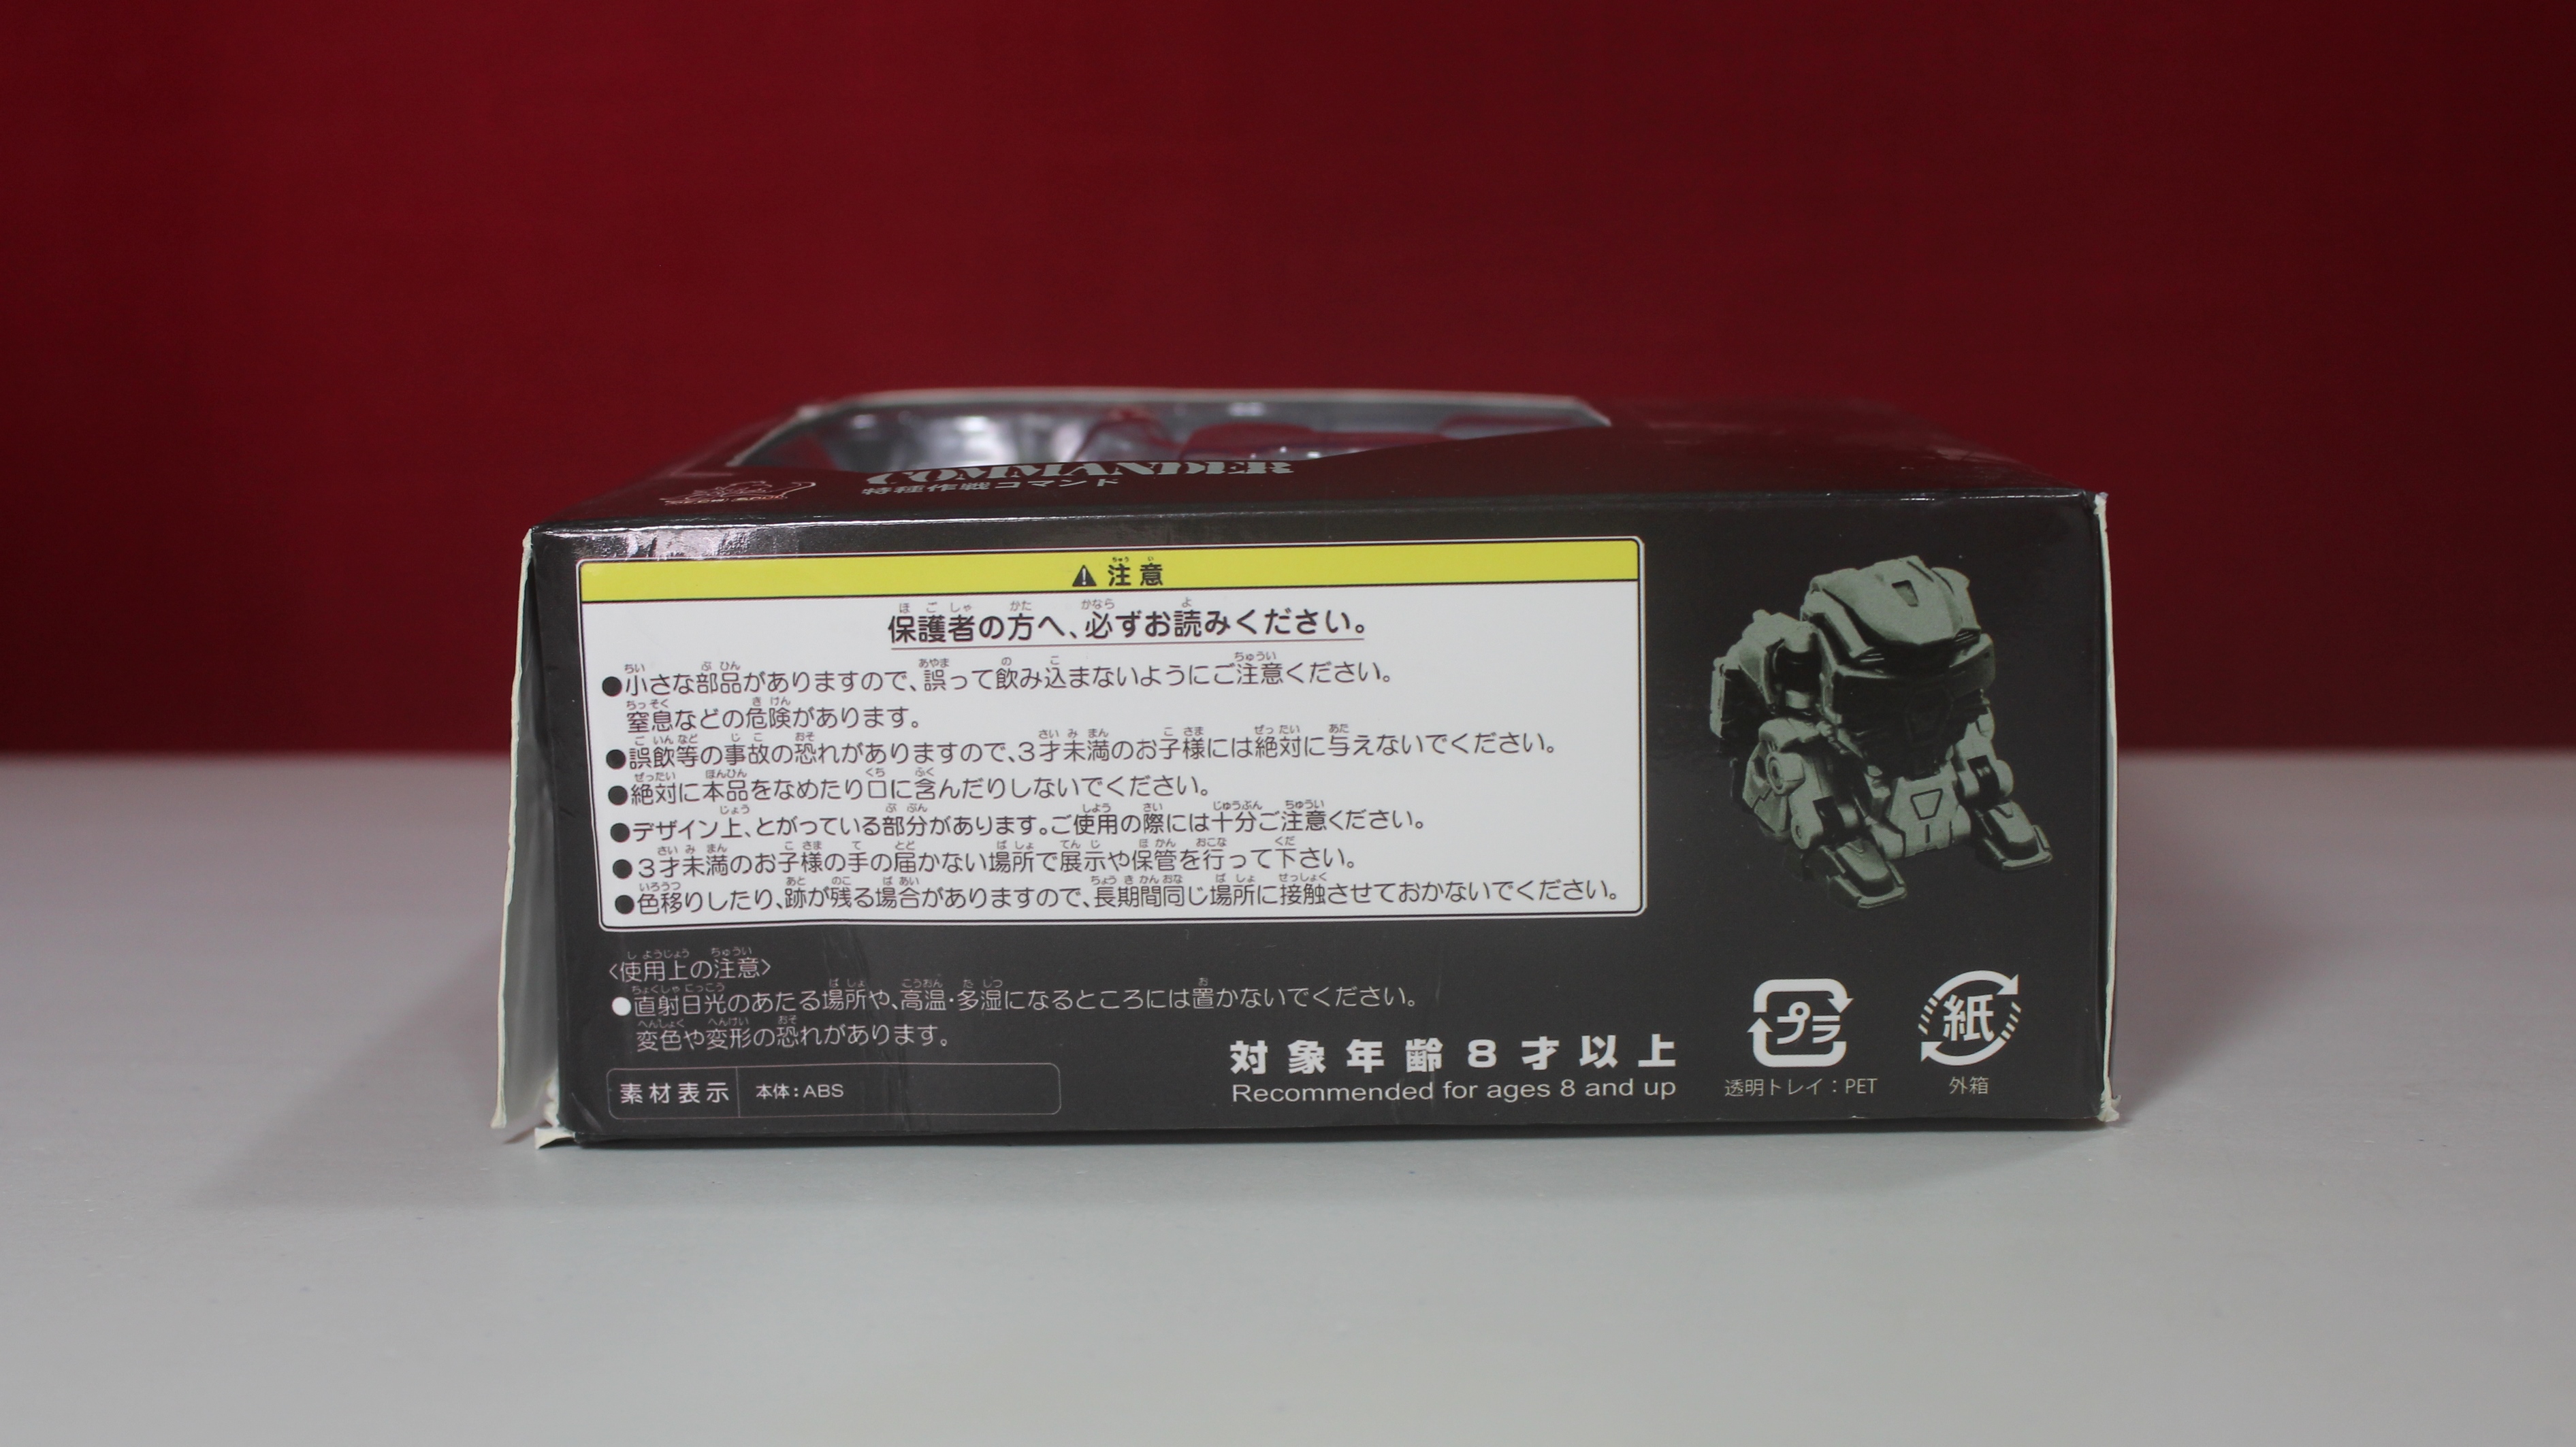 COMMANDER
特種作戦コマンド
注意
保護者の方へ、必ずお読みください。
●小さな部品がありますので、誤って飲み込まないようにご注意ください。
窒息などの危険があります。
●誤飲等の事故の恐れがありますので、3才未満のお子様には絶対に与えないでください。
●絶対に本品をなめたり口に含んだりしないでください。
●デザイン上、とがっている部分があります。ご使用の際には十分ご注意ください。
●3才未満のお子様の手の届かない場所で展示や保管を行って下さい。
●色移りしたり、跡が残る場合がありますので、長期間同じ場所に接触させておかないでください。
〈使用上の注意〉
●直射日光のあたる場所や、高温・多湿になるところには置かないでください。
変色や変形の恐れがあります。
素材表示 本体:ABS
対象年齢8才以上
Recommended for ages 8 and up
プラ
透明トレイ:PET
紙
外箱